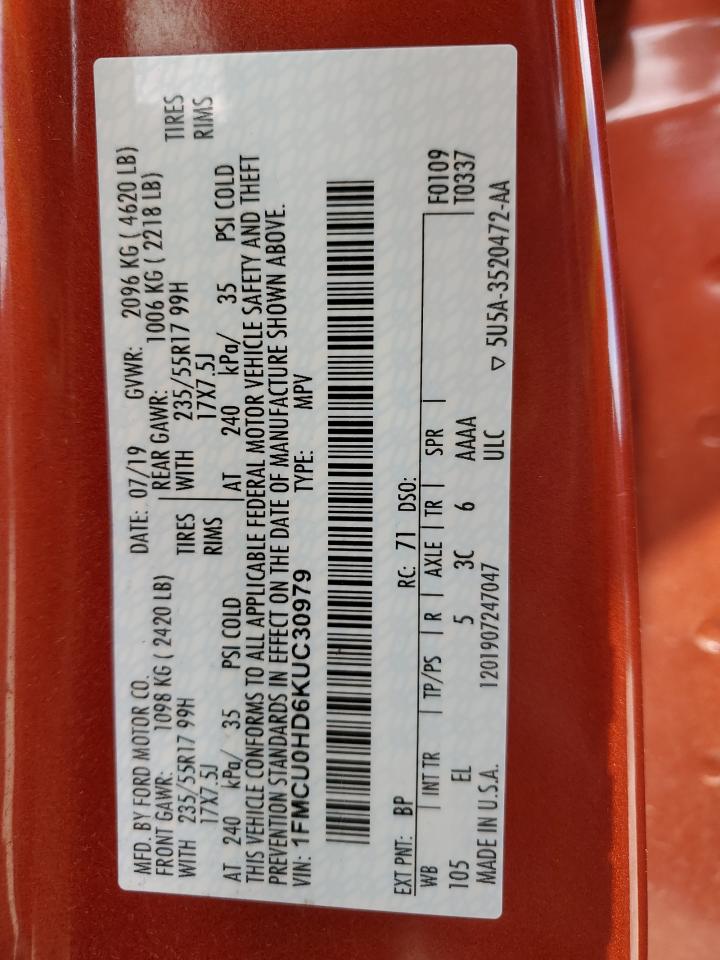 MFD. BY FORD MOTOR CO. DATE: 07/19 GVWR: 2096 KG ( 4620 LB)
FRONT GAWR: 1098 KG ( 2420 LB) REAR GAWR: 1006 KG ( 2218 LB)
WITH 235/55R17 99H TIRES WITH 235/55R17 99H TIRES
17X7.5J RIMS 17X7.5J RIMS
AT 240 kPa/ 35 PSI COLD AT 240 kPa/ 35 PSI COLD
THIS VEHICLE CONFORMS TO ALL APPLICABLE FEDERAL MOTOR VEHICLE SAFETY AND THEFT
PREVENTION STANDARDS IN EFFECT ON THE DATE OF MANUFACTURE SHOWN ABOVE.
VIN: 1FMCU0HD6KUC30979 TYPE: MPV
EXT PNT: BP RC: 71 DSO:
WB INT TR TP/PS R AXLE TR SPR F0109
105 EL 5 3C 6 AAAA T0337
MADE IN U.S.A. 1201907247047 ULC ▽ 5U5A-3520472-AA